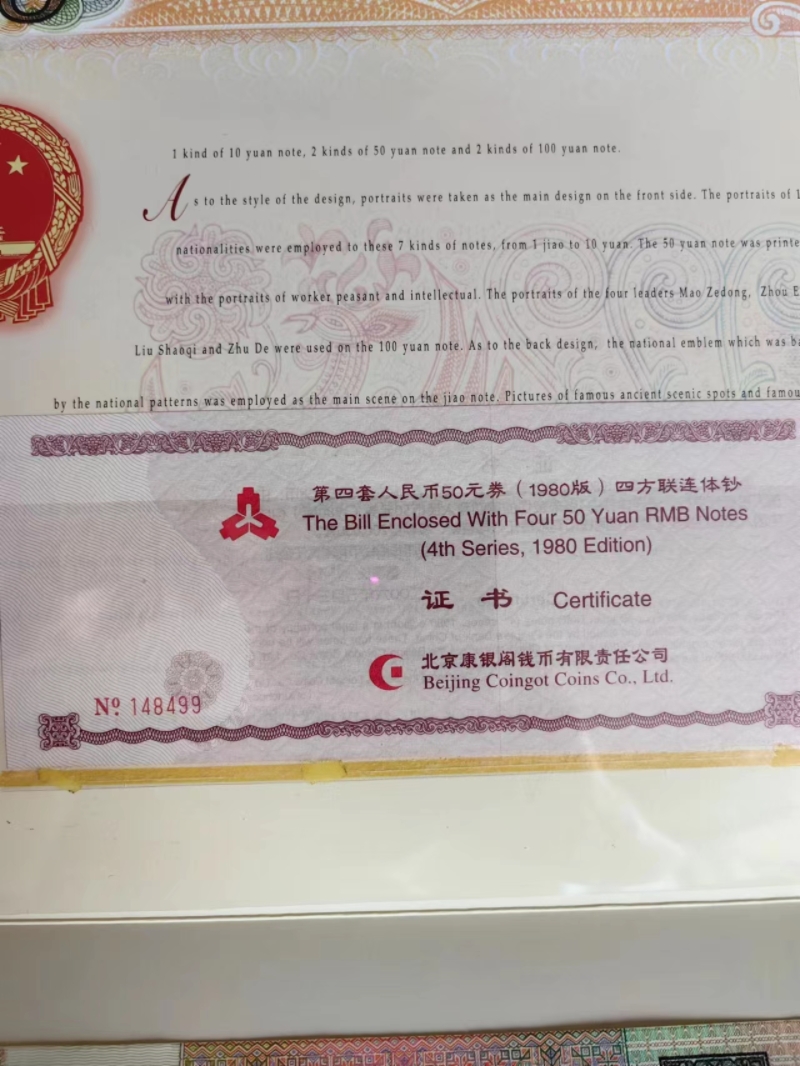 1 kind of 10 yuan note, 2 kinds of 50 yuan note and 2 kinds of 100 yuan note.
As to the style of the design, portraits were taken as the main design on the front side. The portraits of
nationalities were employed to these 7 kinds of notes, from 1 jiao to 10 yuan. The 50 yuan note was printe
with the portraits of worker peasant and intellectual. The portraits of the four leaders Mao Zedong, Zhou E
Liu Shaoqi and Zhu De were used on the 100 yuan note. As to the back design, the national emblem which was ba
by the national patterns was employed as the main scene on the jiao note. Pictures of famous ancient scenic spots and famou
第四套人民币50元券（1980版）四方联连体钞
The Bill Enclosed With Four 50 Yuan RMB Notes
(4th Series, 1980 Edition)
证书 Certificate
北京康银阁钱币有限责任公司
Beijing Coingot Coins Co., Ltd.
Nº 148499